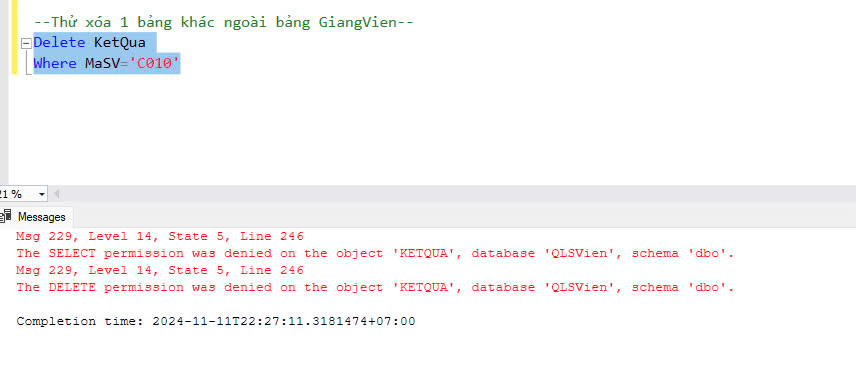 --Thử xóa 1 bảng khác ngoài bảng GiangVien--
Delete KetQua
Where MaSV='C010'
21 %
Messages
Msg 229, Level 14, State 5, Line 246
The SELECT permission was denied on the object 'KETQUA', database 'QLSVien', schema 'dbo'.
Msg 229, Level 14, State 5, Line 246
The DELETE permission was denied on the object 'KETQUA', database 'QLSVien', schema 'dbo'.
Completion time: 2024-11-11T22:27:11.3181474+07:00